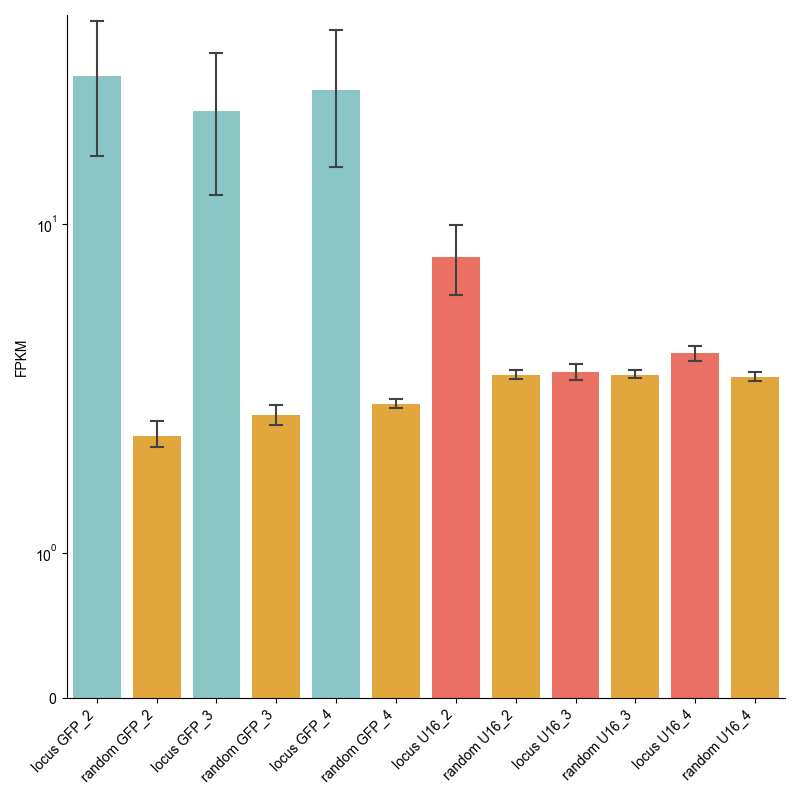 FPKM
10¹
10⁰
0
locus GFP_2
random GFP_2
locus GFP_3
random GFP_3
locus GFP_4
random GFP_4
locus U16_2
random U16_2
locus U16_3
random U16_3
locus U16_4
random U16_4